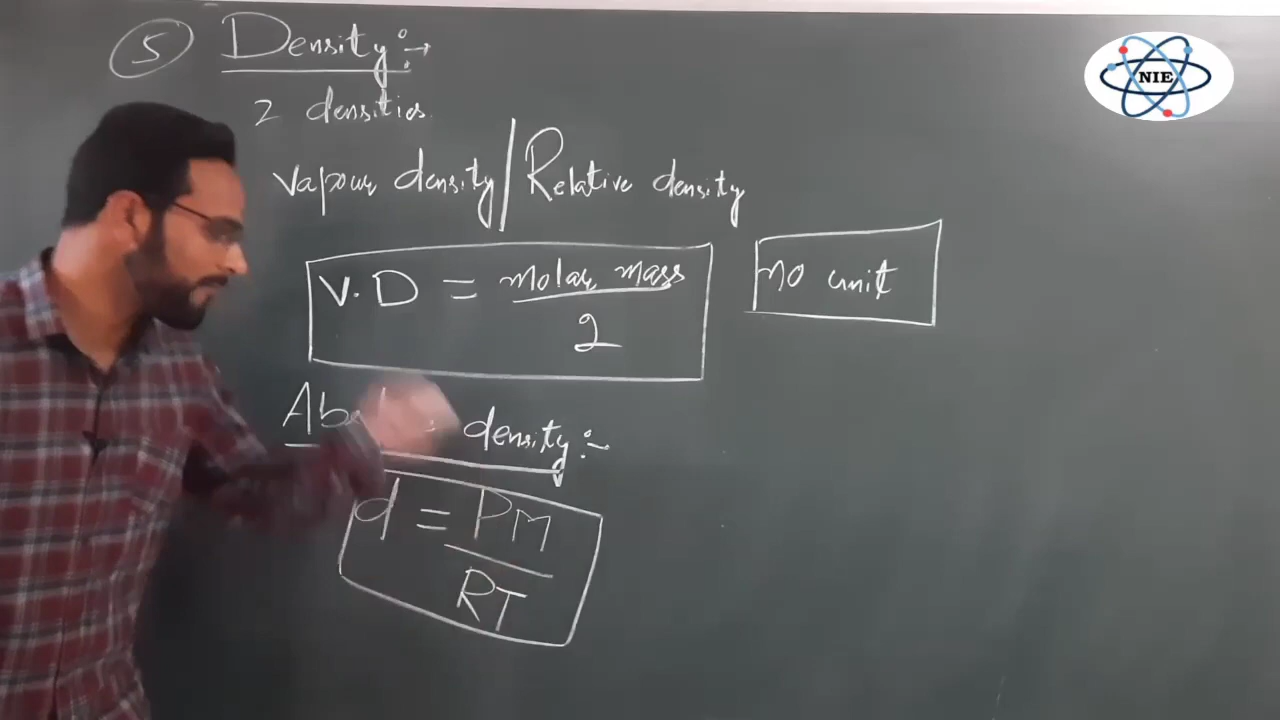 5 Density :→
2 densities.
Vapour density / Relative density
V.D = molar mass / 2
no unit
density :-
d = PM / RT
NIE